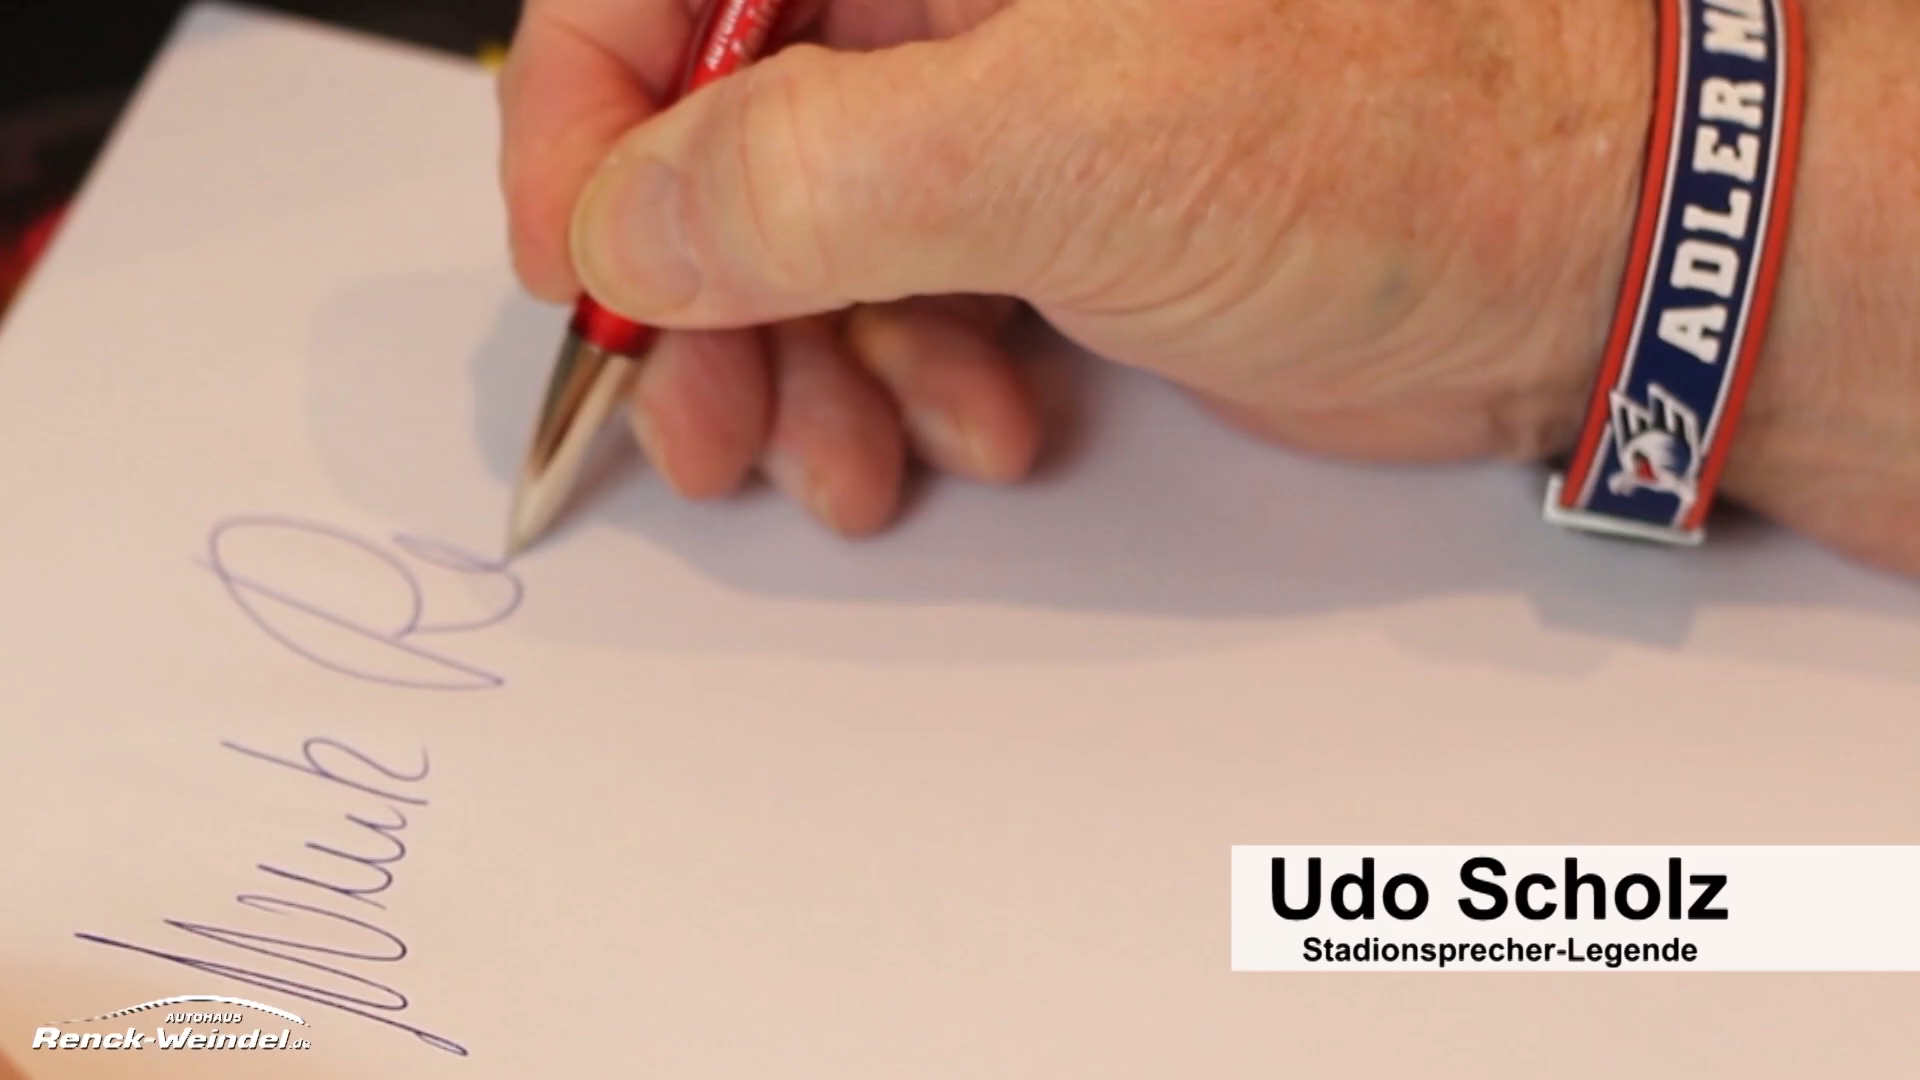 ADLER MA
Udo Scholz
Stadionsprecher-Legende
AUTOHAUS
Renck-Weindel.de